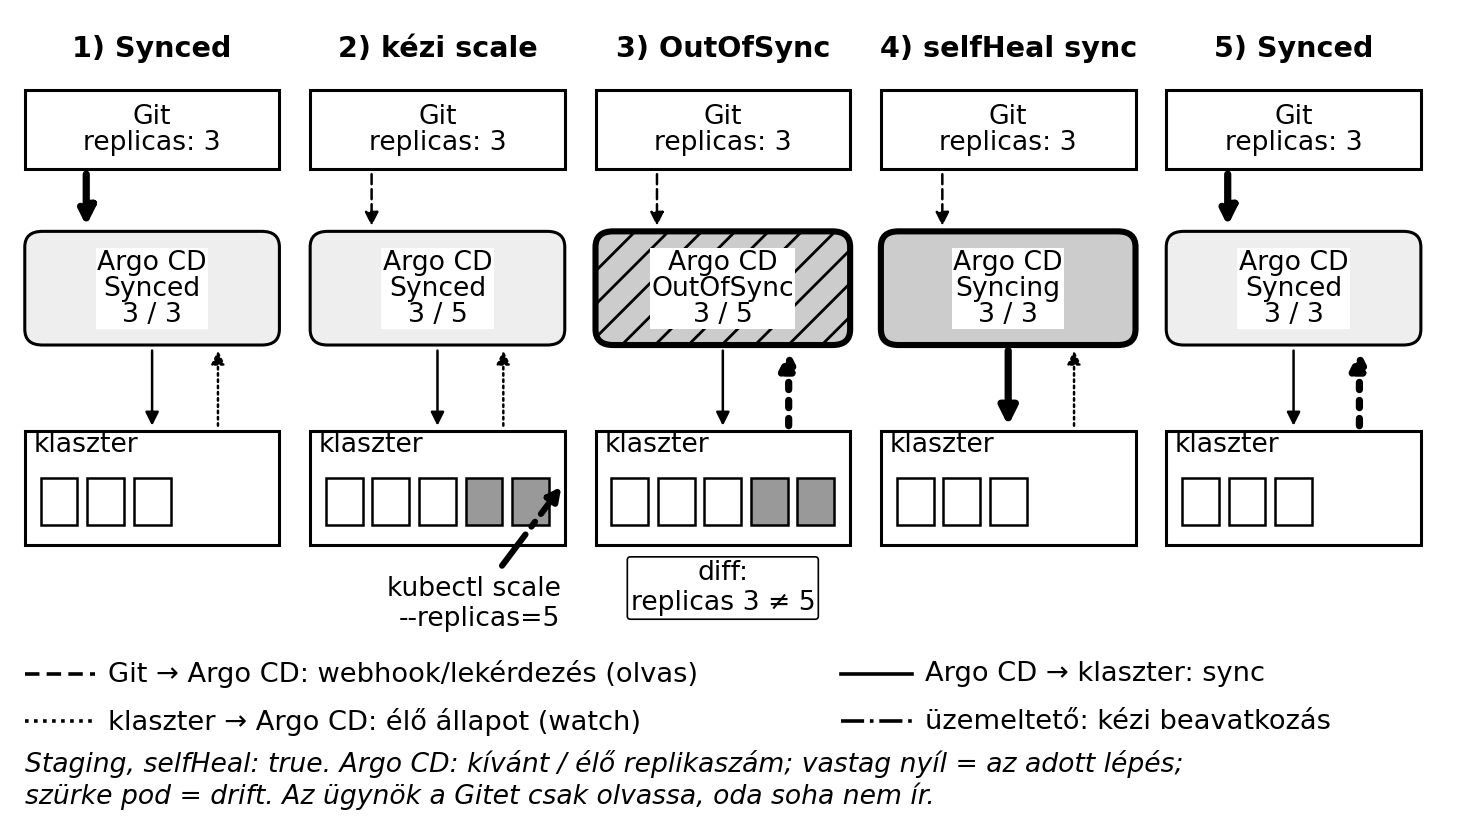 1) Synced
2) kézi scale
3) OutOfSync
4) selfHeal sync
5) Synced
Git
replicas: 3
Git
replicas: 3
Git
replicas: 3
Git
replicas: 3
Git
replicas: 3
Argo CD
Synced
3 / 3
Argo CD
Synced
3 / 5
Argo CD
OutOfSync
3 / 5
Argo CD
Syncing
3 / 3
Argo CD
Synced
3 / 3
klaszter
klaszter
klaszter
klaszter
klaszter
kubectl scale
--replicas=5
diff:
replicas 3 ≠ 5
Git → Argo CD: webhook/lekérdezés (olvas)
Argo CD → klaszter: sync
klaszter → Argo CD: élő állapot (watch)
üzemeltető: kézi beavatkozás
Staging, selfHeal: true. Argo CD: kívánt / élő replikaszám; vastag nyíl = az adott lépés;
szürke pod = drift. Az ügynök a Gitet csak olvassa, oda soha nem ír.